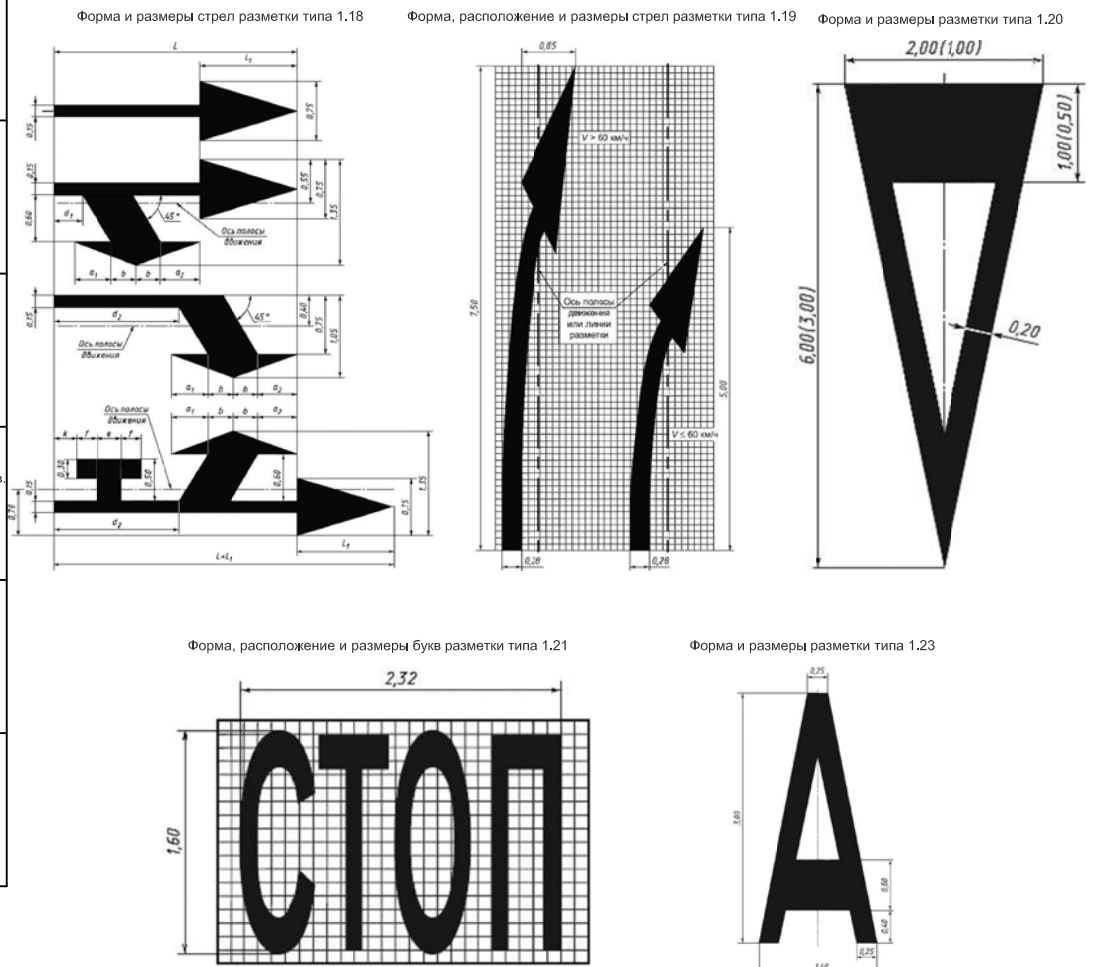 Форма и размеры стрел разметки типа 1.18
L
L₁
0,15
0,75
0,15
0,60
d₁
45°
Ось полосы
движения
0,55
0,75
1,35
a₁
b
b
a₂
0,15
d₂
45°
Ось полосы
движения
0,40
0,75
1,05
a₁
b
b
a₂
Ось полосы
движения
a₁
b
b
a₂
k
f
e
f
0,30
0,50
0,15
d₂
0,60
0,75
1,35
L₁
L+L₁
Форма, расположение и размеры стрел разметки типа 1.19
0,85
7,50
V > 60 км/ч
Ось полосы
движения
или линии
разметки
5,00
V ≤ 60 км/ч
0,28
0,28
Форма и размеры разметки типа 1.20
2,00(1,00)
1,00(0,50)
6,00(3,00)
0,20
Форма, расположение и размеры букв разметки типа 1.21
2,32
1,60
СТОП
Форма и размеры разметки типа 1.23
0,25
3,00
А
0,60
0,40
0,25